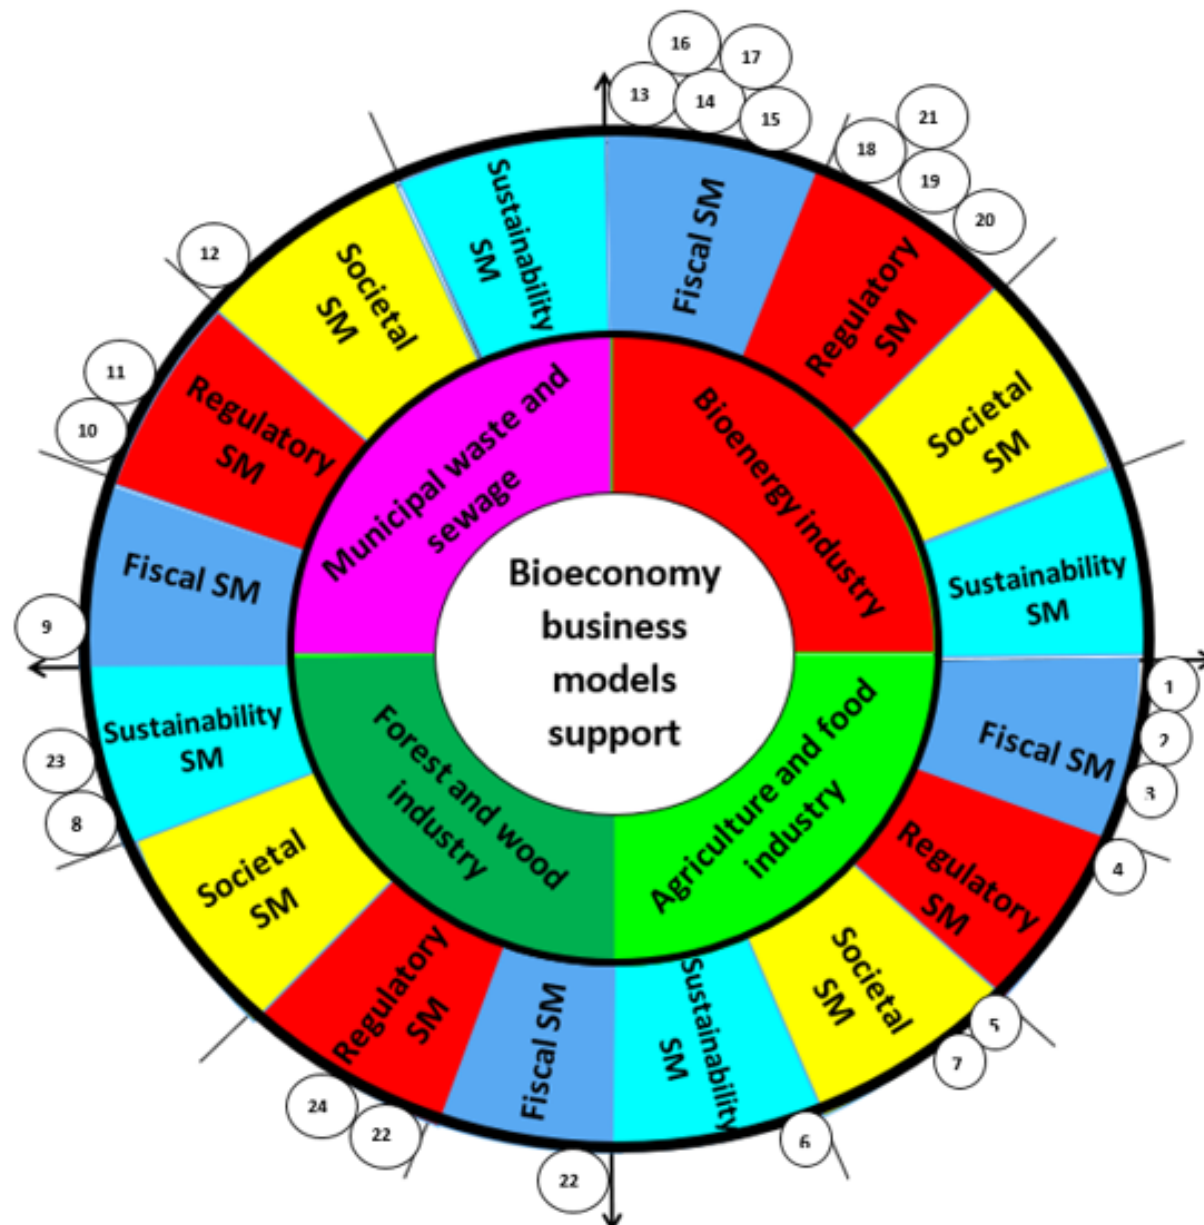 16
17
13
14
15
21
18
19
20
12
11
10
9
23
8
24
22
22
6
7
5
4
3
2
1
Sustainability
SM
Fiscal SM
Regulatory
SM
Societal
SM
Sustainability
SM
Fiscal SM
Regulatory
SM
Societal
SM
Sustainability
SM
Fiscal SM
Regulatory
SM
Societal
SM
Sustainability
SM
Fiscal SM
Regulatory
SM
Societal
SM
Municipal waste and
sewage
Bioenergy industry
Agriculture and food
industry
Forest and wood
industry
Bioeconomy
business
models
support